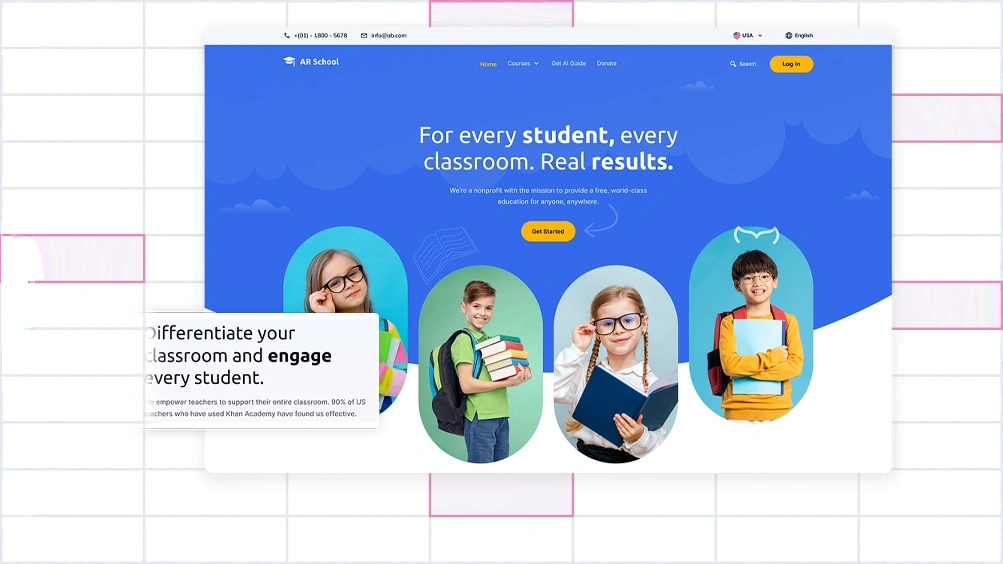 +(01) - 1800 - 5678
info@ab.com
USA
English
AR School
Home
Courses
Get AI Guide
Donate
Search
Log in
For every student, every
classroom. Real results.
We're a nonprofit with the mission to provide a free, world-class
education for anyone, anywhere.
Get Started
Differentiate your
classroom and engage
every student.
We empower teachers to support their entire classroom. 90% of US
teachers who have used Khan Academy have found us effective.